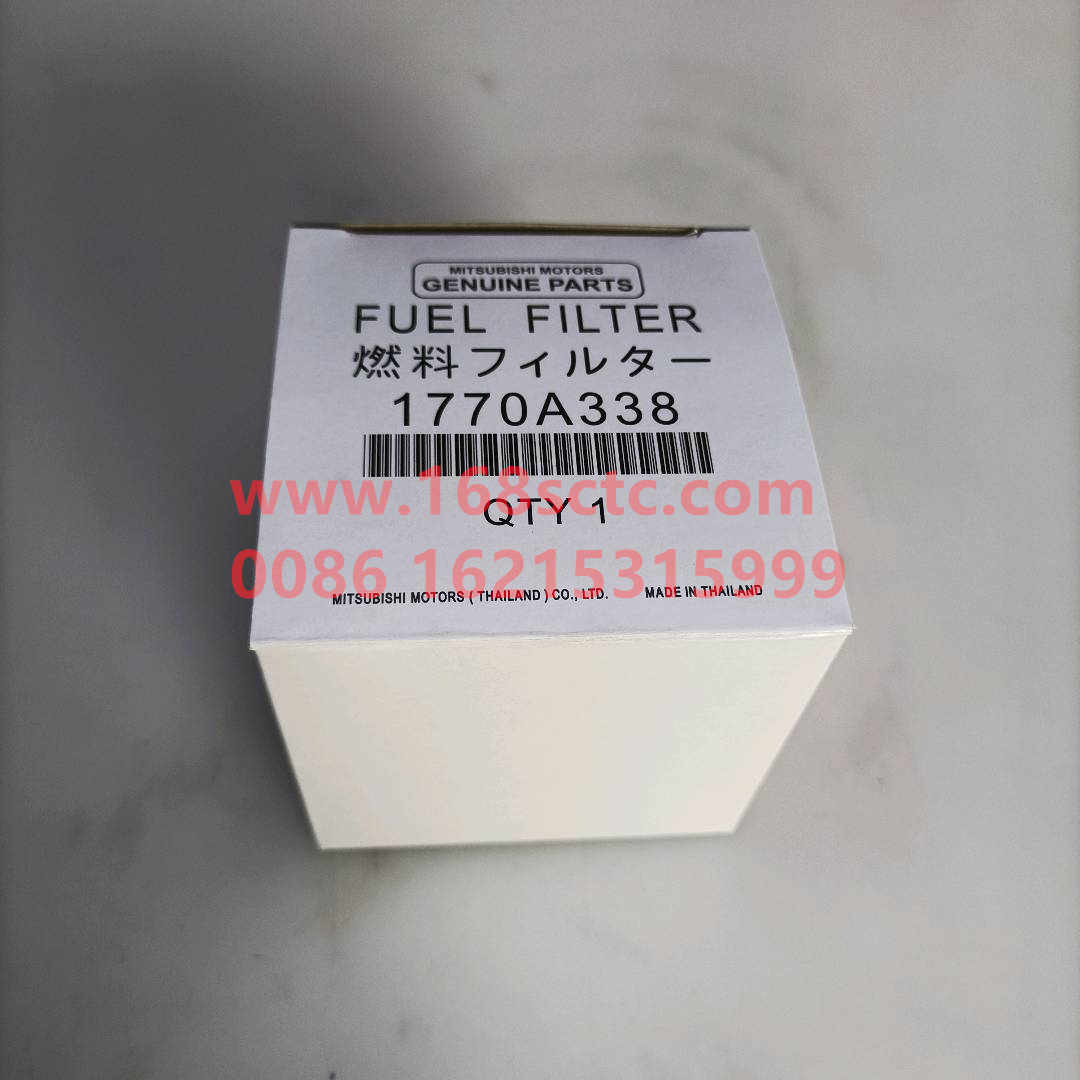 MITSUBISHI MOTORS
GENUINE PARTS
FUEL FILTER
燃料フィルター
1770A338
www.168sctc.com
QTY 1
0086 16215315999
MITSUBISHI MOTORS ( THAILAND ) CO., LTD. MADE IN THAILAND